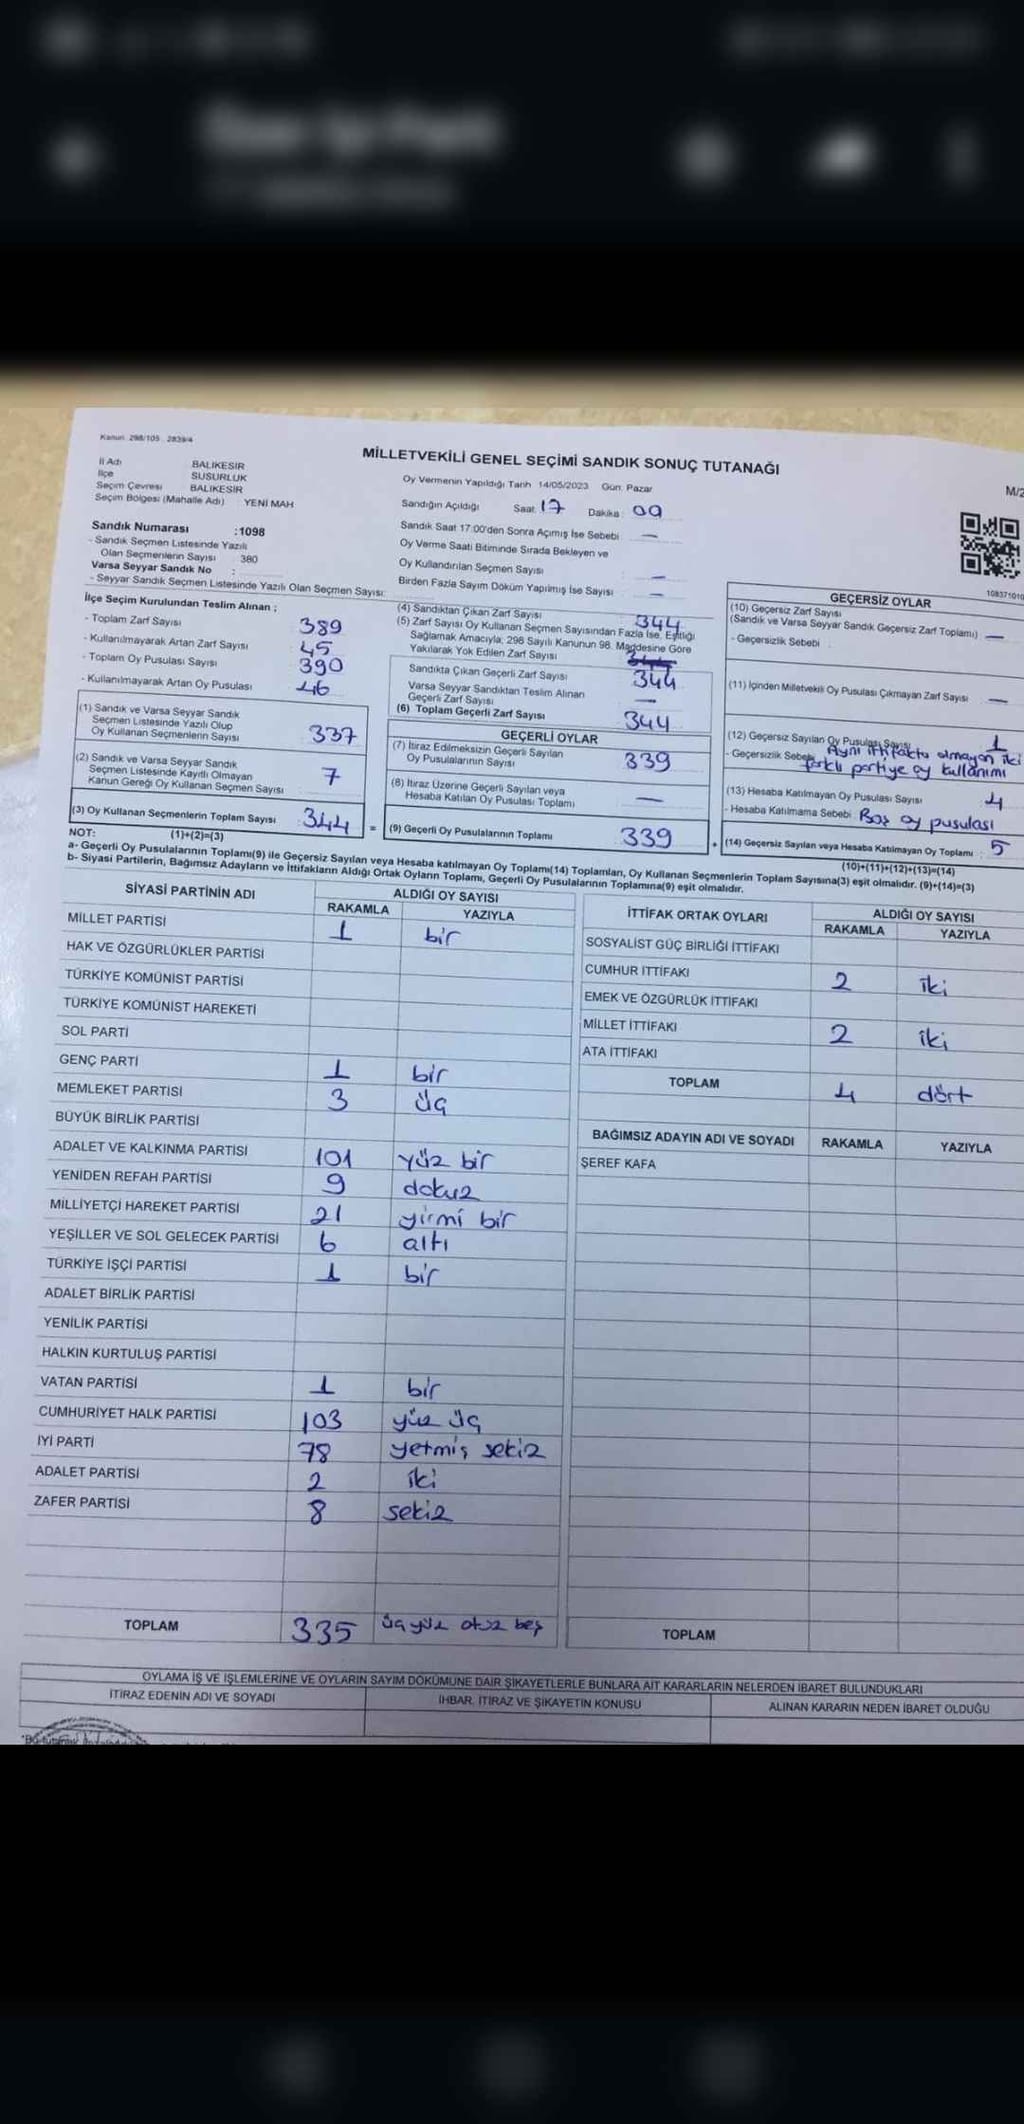 Kanun 298/105 2839/4
MİLLETVEKİLİ GENEL SEÇİMİ SANDIK SONUÇ TUTANAĞI
M/2
İl Adı BALIKESİR
İlçe SUSURLUK
Seçim Çevresi BALIKESİR
Seçim Bölgesi (Mahalle Adı) YENİ MAH
Oy Vermenin Yapıldığı Tarih 14/05/2023 Gün: Pazar
Sandığın Açıldığı Saat 17 Dakika: 09
Sandık Saat 17:00'den Sonra Açımış İse Sebebi —
Oy Verme Saati Bitiminde Sırada Bekleyen ve
Oy Kullandırılan Seçmen Sayısı : —
Birden Fazla Sayım Döküm Yapılmış İse Sayısı —
Sandık Numarası :1098
- Sandık Seçmen Listesinde Yazılı
Olan Seçmenlerin Sayısı : 380
Varsa Seyyar Sandık No :
- Seyyar Sandık Seçmen Listesinde Yazılı Olan Seçmen Sayısı:
İlçe Seçim Kurulundan Teslim Alınan ;
- Toplam Zarf Sayısı 389
- Kullanılmayarak Artan Zarf Sayısı 45
- Toplam Oy Pusulası Sayısı 390
- Kullanılmayarak Artan Oy Pusulası 46
(1) Sandık ve Varsa Seyyar Sandık
Seçmen Listesinde Yazılı Olup
Oy Kullanan Seçmenlerin Sayısı 337
(2) Sandık ve Varsa Seyyar Sandık
Seçmen Listesinde Kayıtlı Olmayan
Kanun Gereği Oy Kullanan Seçmen Sayısı 7
(3) Oy Kullanan Seçmenlerin Toplam Sayısı 344 =
(4) Sandıktan Çıkan Zarf Sayısı : 344
(5) Zarf Sayısı Oy Kullanan Seçmen Sayısından Fazla İse, Eşitliği
Sağlamak Amacıyla; 298 Sayılı Kanunun 98. Maddesine Göre
Yakılarak Yok Edilen Zarf Sayısı
Sandıkta Çıkan Geçerli Zarf Sayısı 344
Varsa Seyyar Sandıktan Teslim Alınan
Geçerli Zarf Sayısı —
(6) Toplam Geçerli Zarf Sayısı 344
GEÇERLİ OYLAR
(7) İtiraz Edilmeksizin Geçerli Sayılan
Oy Pusulalarının Sayısı 339
(8) İtiraz Üzerine Geçerli Sayılan veya
Hesaba Katılan Oy Pusulası Toplamı —
(9) Geçerli Oy Pusulalarının Toplamı 339 +
108371010
GEÇERSİZ OYLAR
(10) Geçersiz Zarf Sayısı
(Sandık ve Varsa Seyyar Sandık Geçersiz Zarf Toplamı) —
- Geçersizlik Sebebi :
(11) İçinden Milletvekili Oy Pusulası Çıkmayan Zarf Sayısı —
(12) Geçersiz Sayılan Oy Pusulası Sayısı 1
- Geçersizlik Sebebi Aynı ittifakta olmayan iki
farklı partiye oy kullanımı
(13) Hesaba Katılmayan Oy Pusulası Sayısı 4
- Hesaba Katılmama Sebebi Boş oy pusulası
(14) Geçersiz Sayılan veya Hesaba Katılmayan Oy Toplamı : 5
NOT: (1)+(2)=(3)
(10)+(11)+(12)+(13)=(14)
a- Geçerli Oy Pusulalarının Toplamı(9) ile Geçersiz Sayılan veya Hesaba katılmayan Oy Toplamı(14) Toplamları, Oy Kullanan Seçmenlerin Toplam Sayısına(3) eşit olmalıdır. (9)+(14)=(3)
b- Siyasi Partilerin, Bağımsız Adayların ve İttifakların Aldığı Ortak Oyların Toplamı, Geçerli Oy Pusulalarının Toplamına(9) eşit olmalıdır.
SİYASİ PARTİNİN ADI ALDIĞI OY SAYISI
RAKAMLA YAZIYLA
MİLLET PARTİSİ 1 bir
HAK VE ÖZGÜRLÜKLER PARTİSİ
TÜRKİYE KOMÜNİST PARTİSİ
TÜRKİYE KOMÜNİST HAREKETİ
SOL PARTİ
GENÇ PARTİ 1 bir
MEMLEKET PARTİSİ 3 üç
BÜYÜK BİRLİK PARTİSİ
ADALET VE KALKINMA PARTİSİ 101 yüz bir
YENİDEN REFAH PARTİSİ 9 dokuz
MİLLİYETÇİ HAREKET PARTİSİ 21 yirmi bir
YEŞİLLER VE SOL GELECEK PARTİSİ 6 altı
TÜRKİYE İŞÇİ PARTİSİ 1 bir
ADALET BİRLİK PARTİSİ
YENİLİK PARTİSİ
HALKIN KURTULUŞ PARTİSİ
VATAN PARTİSİ 1 bir
CUMHURİYET HALK PARTİSİ 103 yüz üç
İYİ PARTİ 78 yetmiş sekiz
ADALET PARTİSİ 2 iki
ZAFER PARTİSİ 8 sekiz
TOPLAM 335 üçyüz otuz beş
İTTİFAK ORTAK OYLARI ALDIĞI OY SAYISI
RAKAMLA YAZIYLA
SOSYALİST GÜÇ BİRLİĞİ İTTİFAKI
CUMHUR İTTİFAKI 2 iki
EMEK VE ÖZGÜRLÜK İTTİFAKI
MİLLET İTTİFAKI 2 iki
ATA İTTİFAKI
TOPLAM 4 dört
BAĞIMSIZ ADAYIN ADI VE SOYADI RAKAMLA YAZIYLA
ŞEREF KAFA
TOPLAM
OYLAMA İŞ VE İŞLEMLERİNE VE OYLARIN SAYIM DÖKÜMÜNE DAİR ŞİKAYETLERLE BUNLARA AİT KARARLARIN NELERDEN İBARET BULUNDUKLARI
İTİRAZ EDENİN ADI VE SOYADI İHBAR, İTİRAZ VE ŞİKAYETİN KONUSU ALINAN KARARIN NEDEN İBARET OLDUĞU